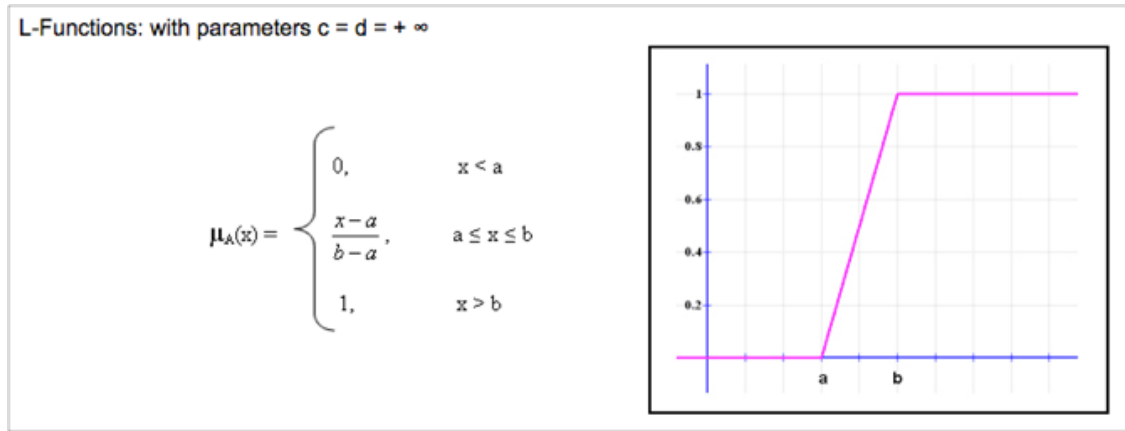 L-Functions: with parameters c = d = + ∞
0, x < a
μA(x) = x − a / b − a , a ≤ x ≤ b
1, x > b
1
0.8
0.6
0.4
0.2
a b